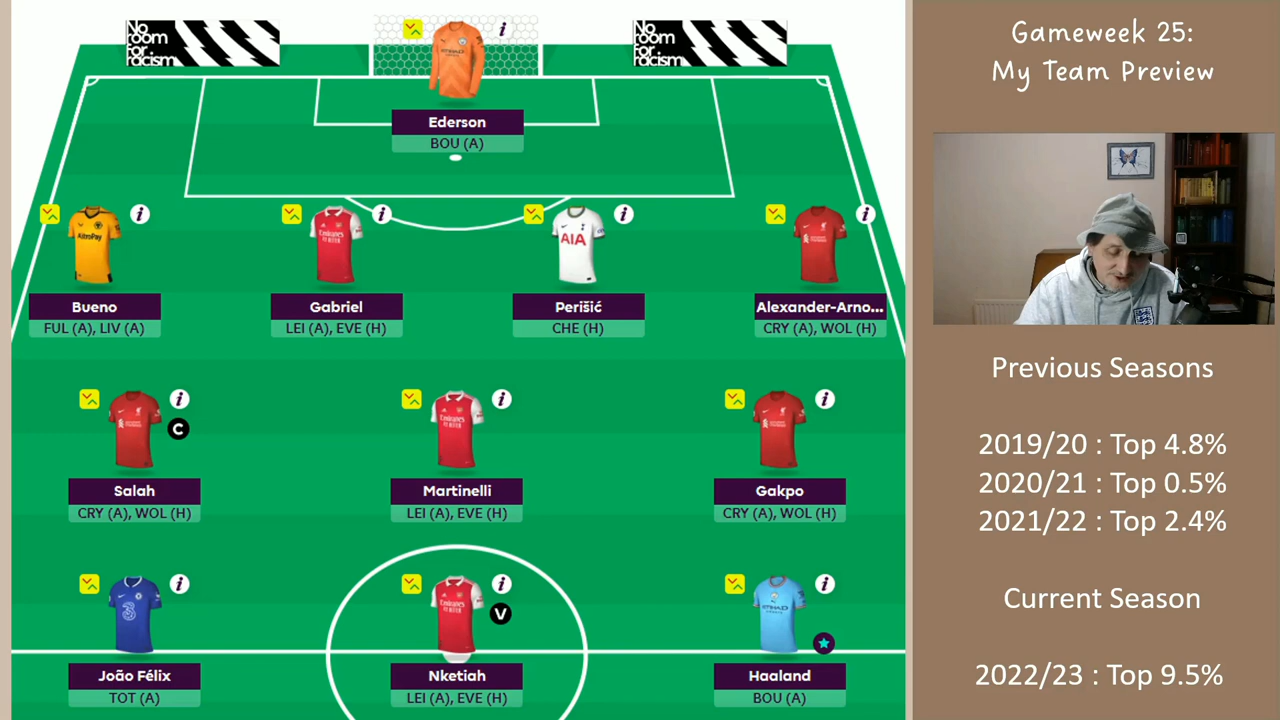 Gameweek 25:
My Team Preview
No room For racism
No room For racism
Ederson
BOU (A)
Bueno
FUL (A), LIV (A)
Gabriel
LEI (A), EVE (H)
Perišić
CHE (H)
Alexander-Arno...
CRY (A), WOL (H)
AIA
Salah
CRY (A), WOL (H)
C
Martinelli
LEI (A), EVE (H)
Gakpo
CRY (A), WOL (H)
João Félix
TOT (A)
3
Nketiah
LEI (A), EVE (H)
V
Haaland
BOU (A)
Previous Seasons
2019/20 : Top 4.8%
2020/21 : Top 0.5%
2021/22 : Top 2.4%
Current Season
2022/23 : Top 9.5%